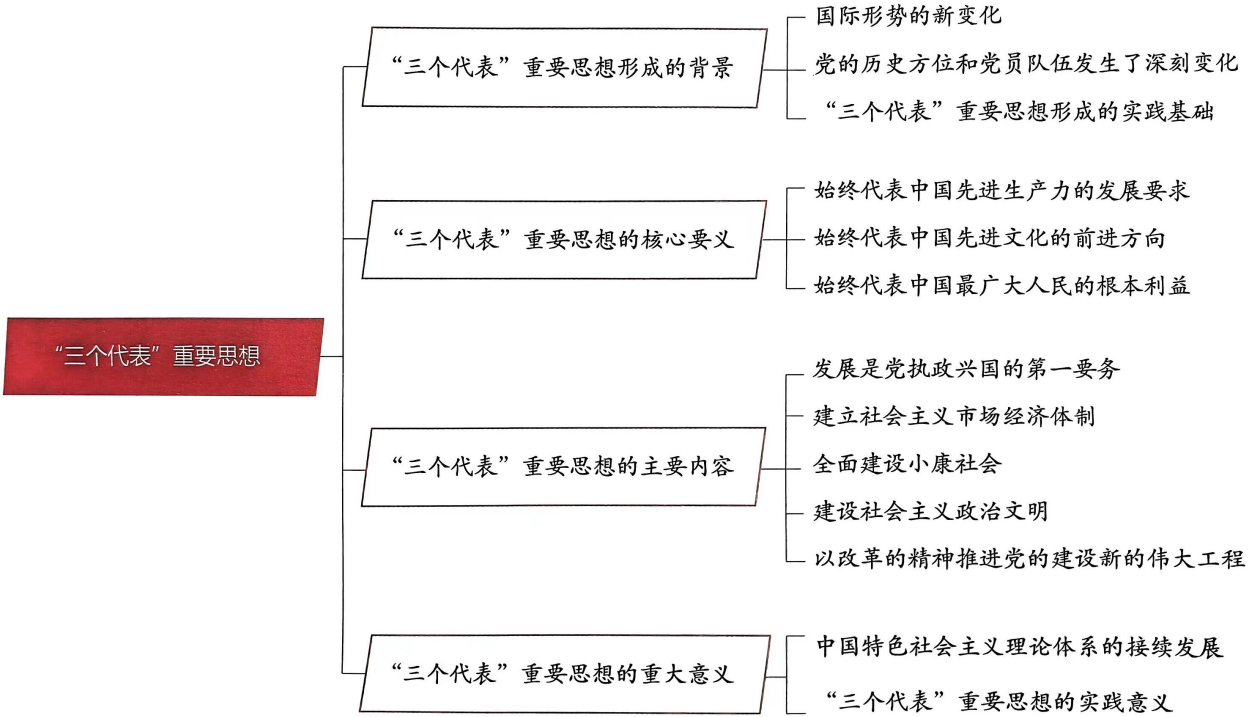 “三个代表”重要思想
“三个代表”重要思想形成的背景
国际形势的新变化
党的历史方位和党员队伍发生了深刻变化
“三个代表”重要思想形成的实践基础
“三个代表”重要思想的核心要义
始终代表中国先进生产力的发展要求
始终代表中国先进文化的前进方向
始终代表中国最广大人民的根本利益
“三个代表”重要思想的主要内容
发展是党执政兴国的第一要务
建立社会主义市场经济体制
全面建设小康社会
建设社会主义政治文明
以改革的精神推进党的建设新的伟大工程
“三个代表”重要思想的重大意义
中国特色社会主义理论体系的接续发展
“三个代表”重要思想的实践意义